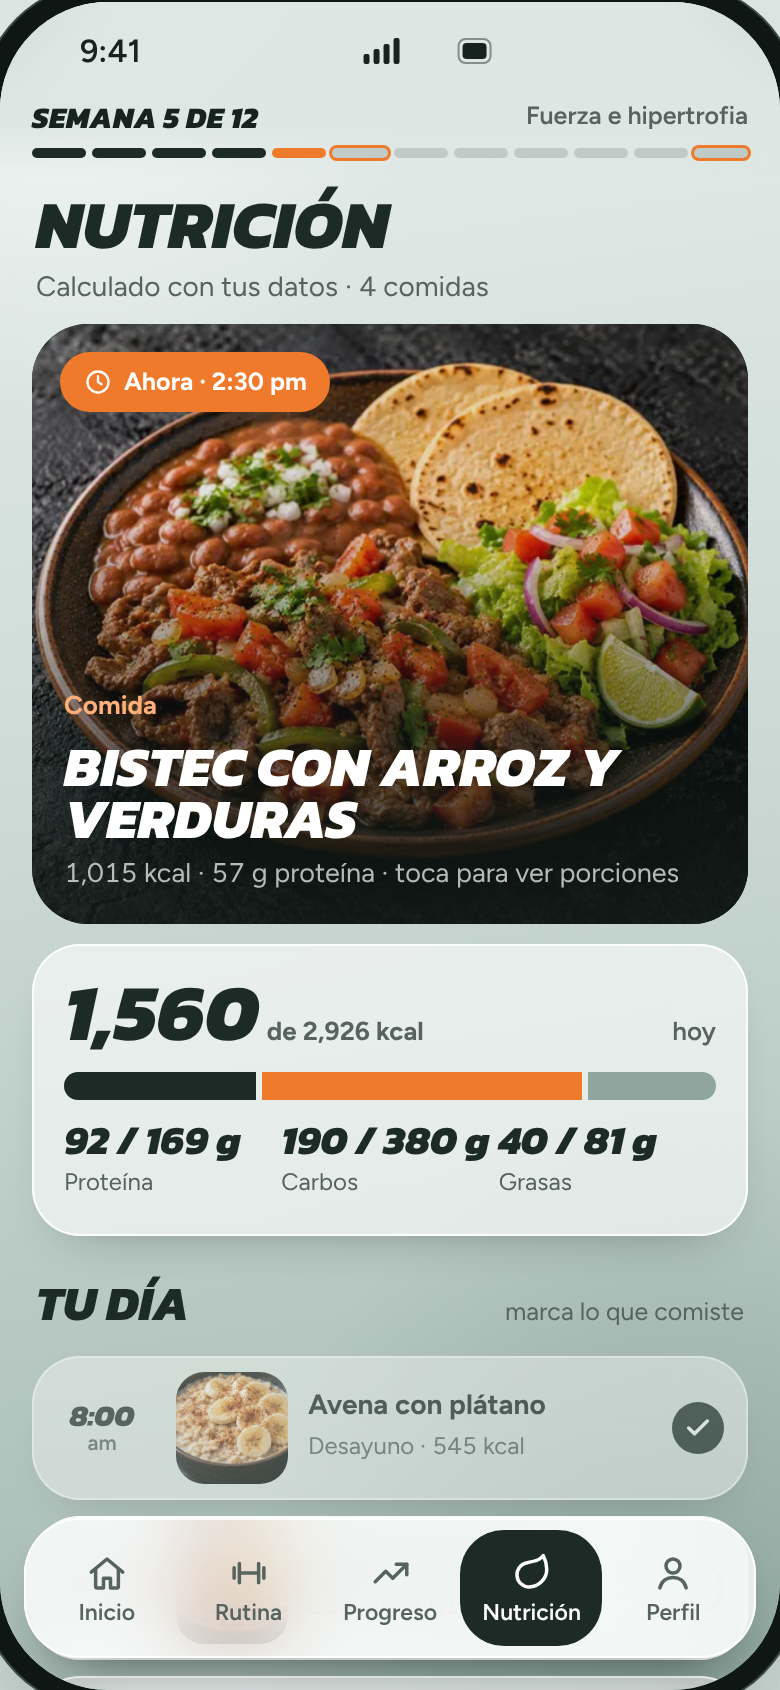 9:41
SEMANA 5 DE 12
Fuerza e hipertrofia
NUTRICIÓN
Calculado con tus datos · 4 comidas
Ahora · 2:30 pm
Comida
BISTEC CON ARROZ Y
VERDURAS
1,015 kcal · 57 g proteína · toca para ver porciones
1,560 de 2,926 kcal
hoy
92 / 169 g
190 / 380 g
40 / 81 g
Proteína
Carbos
Grasas
TU DÍA
marca lo que comiste
8:00
am
Avena con plátano
Desayuno · 545 kcal
Inicio
Rutina
Progreso
Nutrición
Perfil